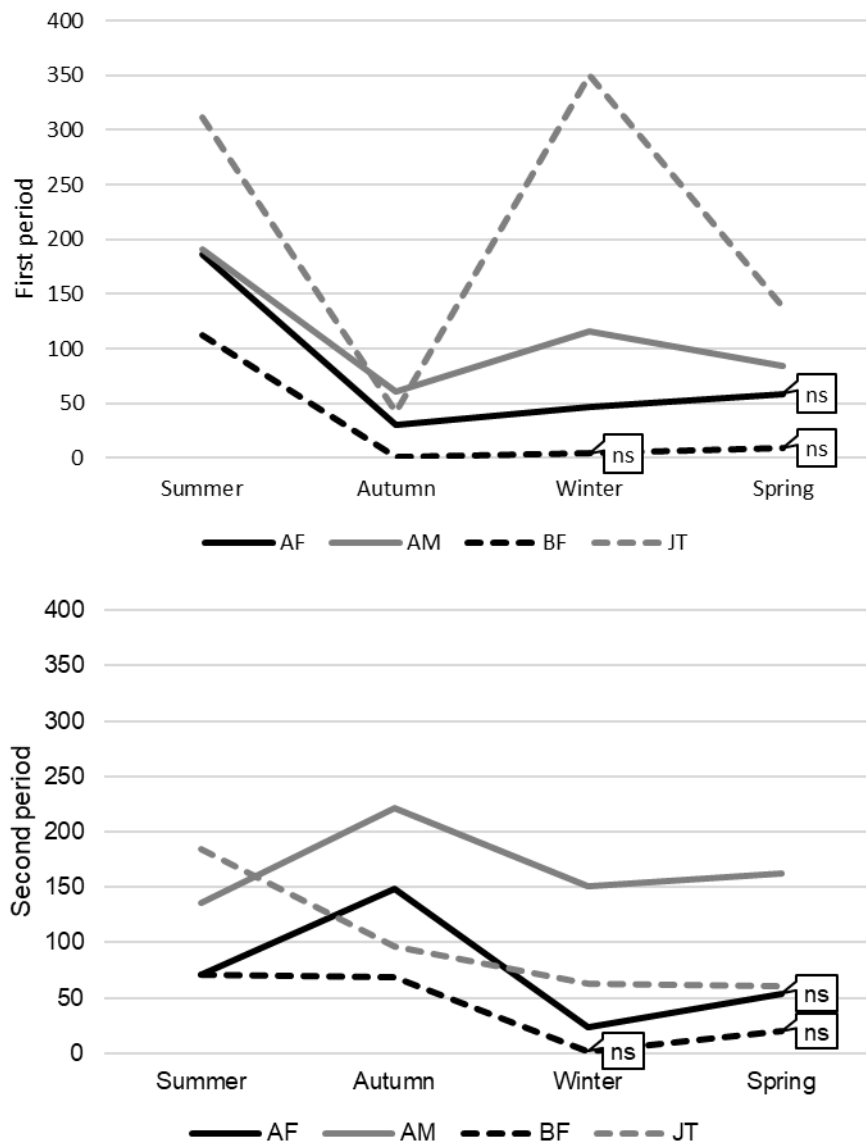 400
350
300
250
200
150
100
50
0
First period
ns
ns
ns
Summer Autumn Winter Spring
AF AM BF JT
400
350
300
250
200
150
100
50
0
Second period
ns
ns
ns
Summer Autumn Winter Spring
AF AM BF JT